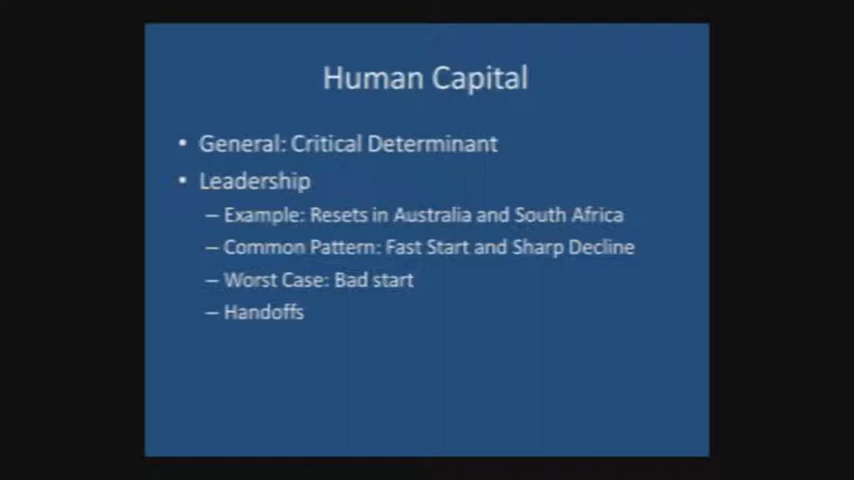 Human Capital
• General: Critical Determinant
• Leadership
– Example: Resets in Australia and South Africa
– Common Pattern: Fast Start and Sharp Decline
– Worst Case: Bad start
– Handoffs